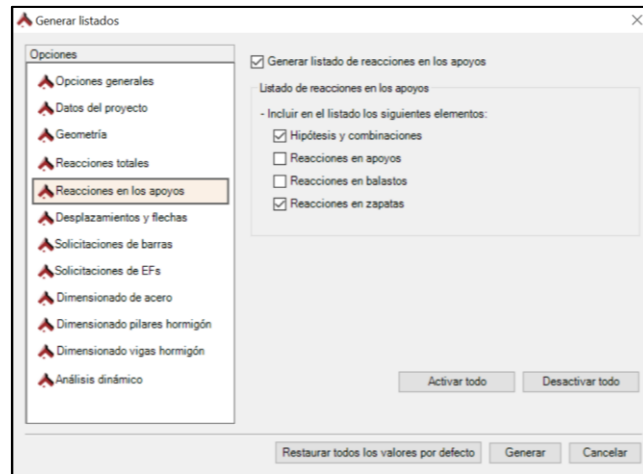 Generar listados
Opciones
Opciones generales
Datos del proyecto
Geometría
Reacciones totales
Reacciones en los apoyos
Desplazamientos y flechas
Solicitaciones de barras
Solicitaciones de EFs
Dimensionado de acero
Dimensionado pilares hormigón
Dimensionado vigas hormigón
Análisis dinámico
Generar listado de reacciones en los apoyos
Listado de reacciones en los apoyos
- Incluir en el listado los siguientes elementos:
Hipótesis y combinaciones
Reacciones en apoyos
Reacciones en balastos
Reacciones en zapatas
Activar todo
Desactivar todo
Restaurar todos los valores por defecto
Generar
Cancelar